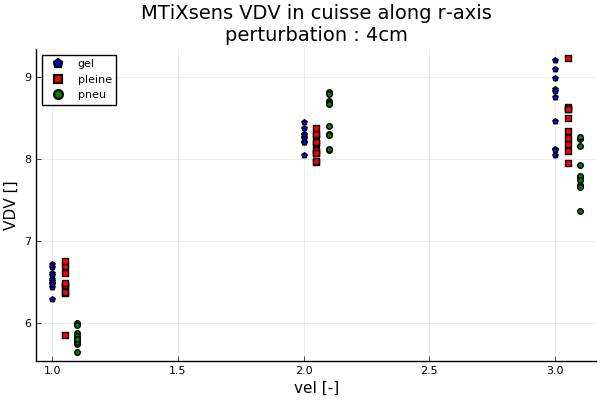 MTiXsens VDV in cuisse along r-axis
perturbation : 4cm
gel
pleine
pneu
9
8
7
6
VDV []
1.0 1.5 2.0 2.5 3.0
vel [-]